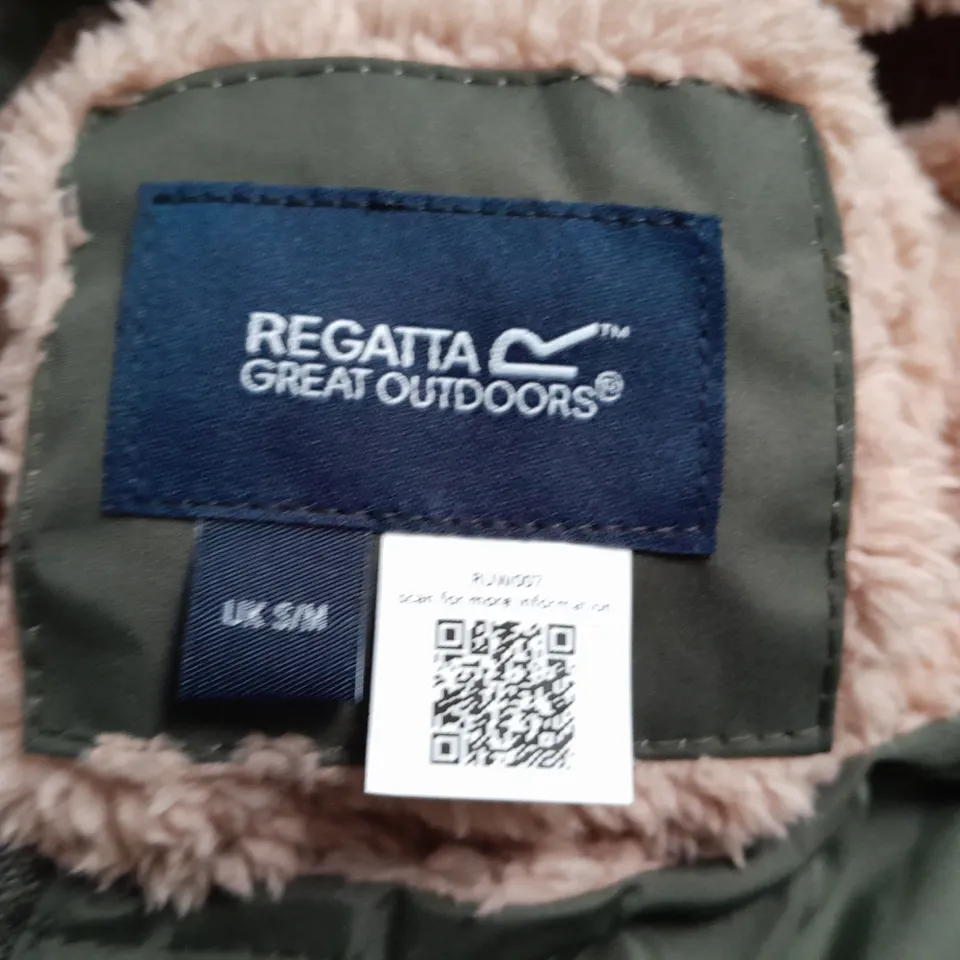 REGATTA
GREAT OUTDOORS®
UK S/M
scan for more information